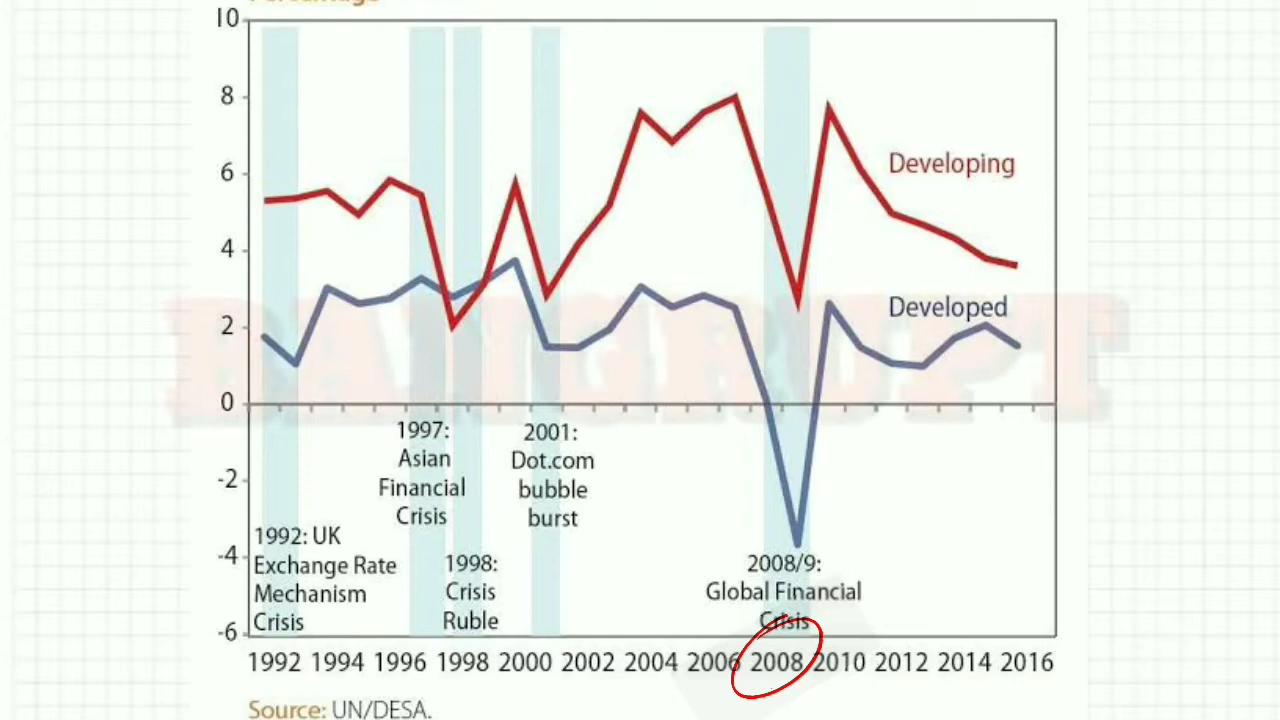 10
8
6
4
2
0
-2
-4
-6
Developing
Developed
1997:
Asian
Financial
Crisis
2001:
Dot.com
bubble
burst
1992: UK
Exchange Rate
Mechanism
Crisis
1998:
Crisis
Ruble
2008/9:
Global Financial
Crisis
1992 1994 1996 1998 2000 2002 2004 2006 2008 2010 2012 2014 2016
Source: UN/DESA.